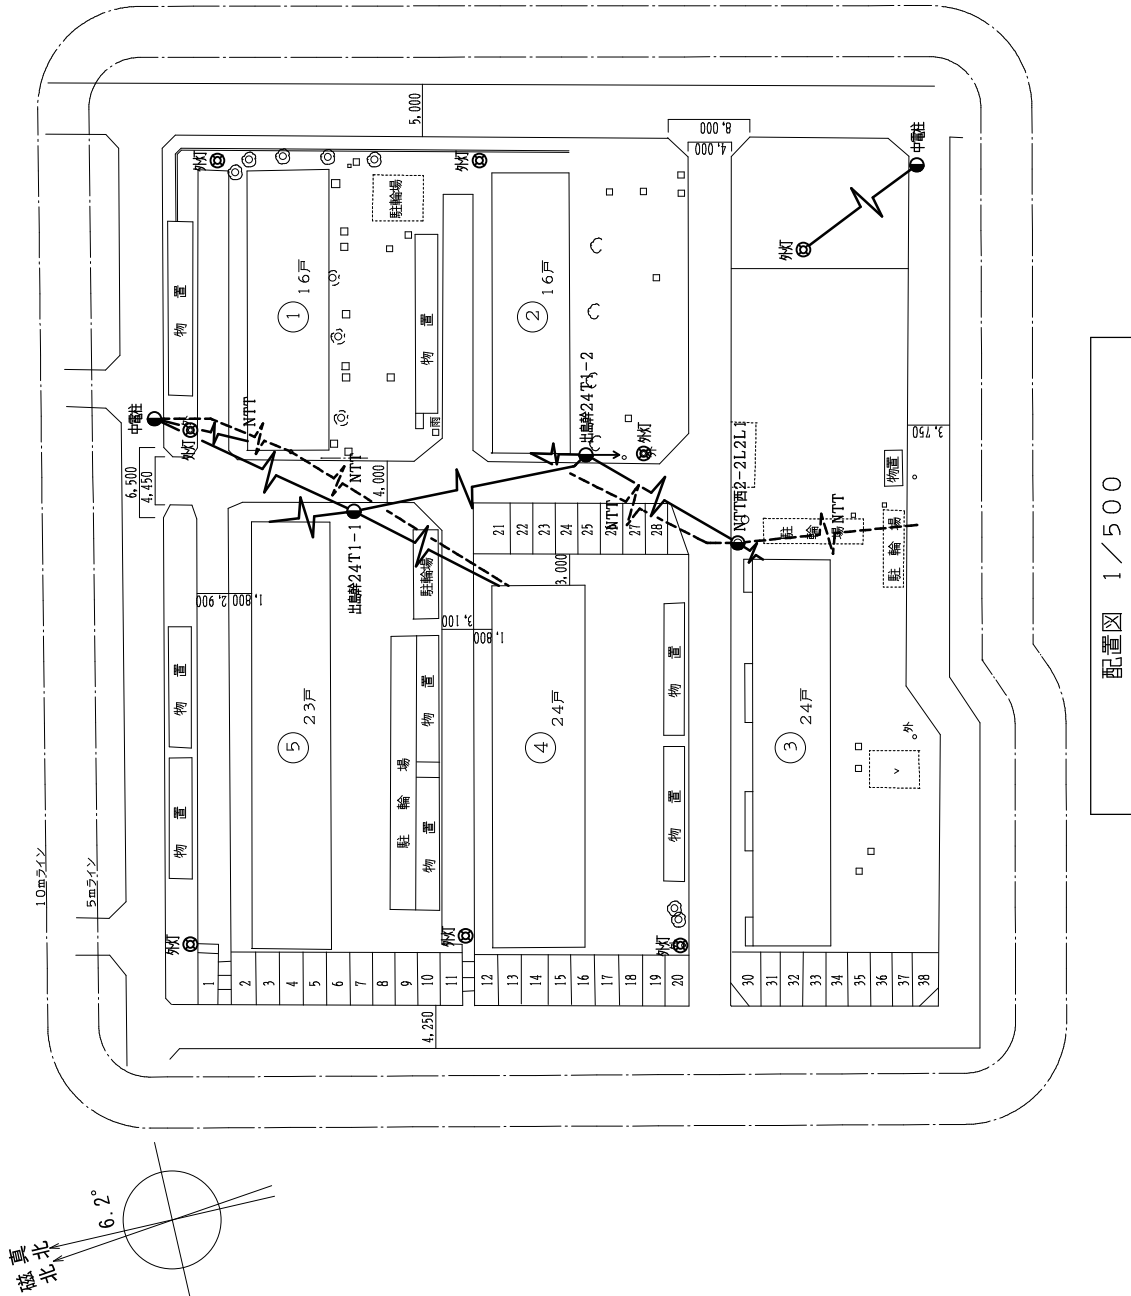 5,000
8,000
4,000
中電柱
外灯
外灯
外灯
駐輪場
物置
① 16戸
② 16戸
物置
雨
中電柱
外灯
外
NTT
NTT
出島幹24T1-2
外灯
外
6,500
4,450
4,000
3,750
物置
NTT西2-2L2L1
NTT
NTT
駐輪場
駐輪場
21
22
23
24
25
26
27
28
出島幹24T1-1
駐輪場
3,000
2,900
1,800
3,100
1,800
物置
物置
物置
⑤ 23戸
④ 24戸
③ 24戸
外
駐輪場
物置
物置
物置
10mライン
5mライン
外灯
外灯
外灯
1
2
3
4
5
6
7
8
9
10
11
12
13
14
15
16
17
18
19
20
30
31
32
33
34
35
36
37
38
4,250
6.2°
真北
磁北
配置図 1/500